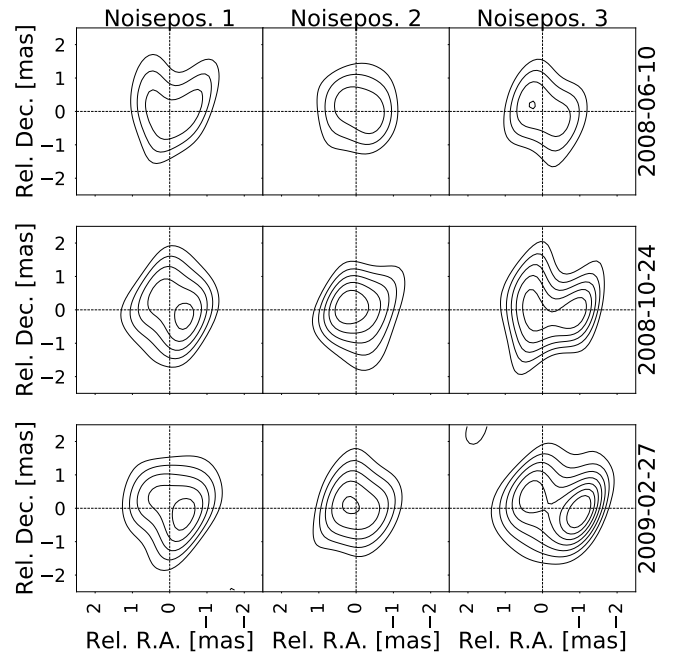 Noisepos. 1 Noisepos. 2 Noisepos. 3
Rel. Dec. [mas] 2 1 0 −1 −2 2008-06-10
Rel. Dec. [mas] 2 1 0 −1 −2 2008-10-24
Rel. Dec. [mas] 2 1 0 −1 −2 2009-02-27
2 1 0 −1 −2 2 1 0 −1 −2 2 1 0 −1 −2
Rel. R.A. [mas] Rel. R.A. [mas] Rel. R.A. [mas]